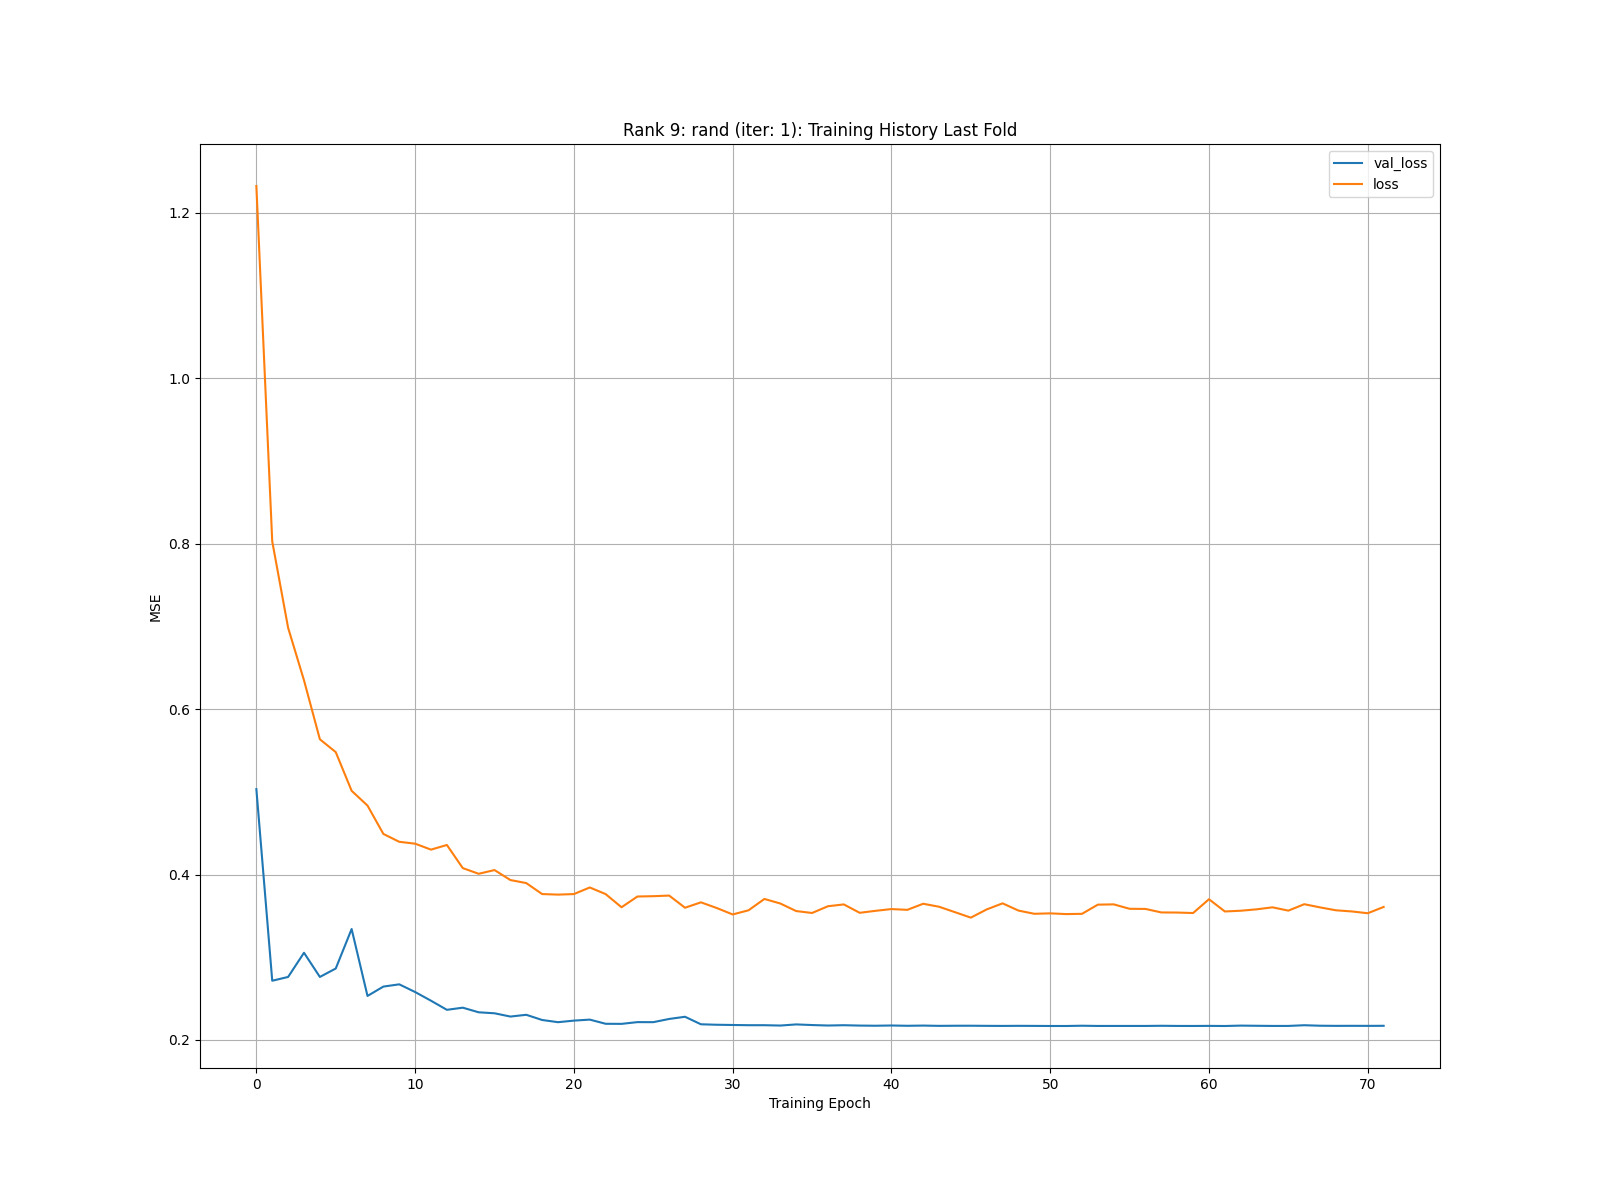 Rank 9: rand (iter: 1): Training History Last Fold
val_loss
loss
1.2
1.0
0.8
0.6
0.4
0.2
MSE
0 10 20 30 40 50 60 70
Training Epoch